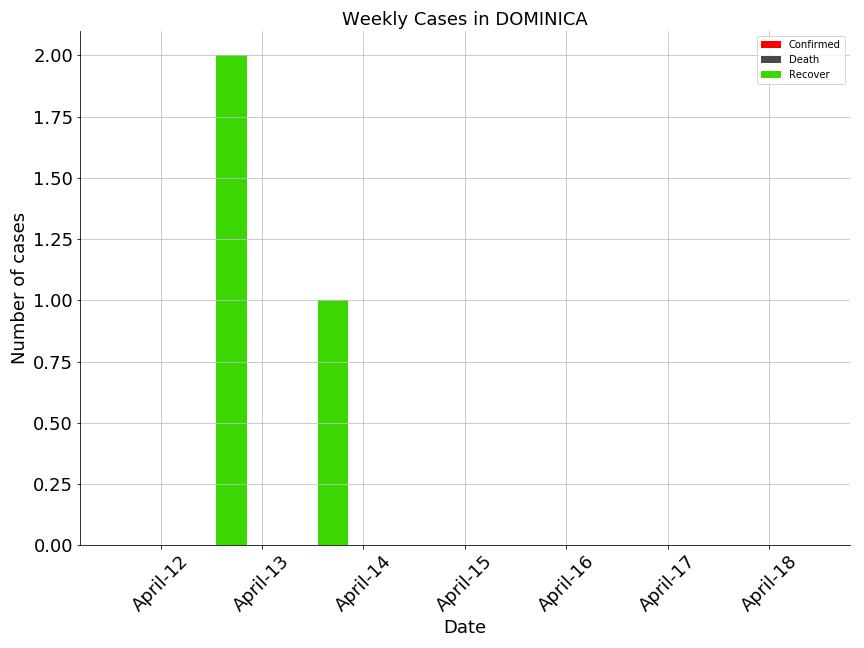 Weekly Cases in DOMINICA
Confirmed
Death
Recover
2.00
1.75
1.50
1.25
1.00
0.75
0.50
0.25
0.00
Number of cases
April-12
April-13
April-14
April-15
April-16
April-17
April-18
Date